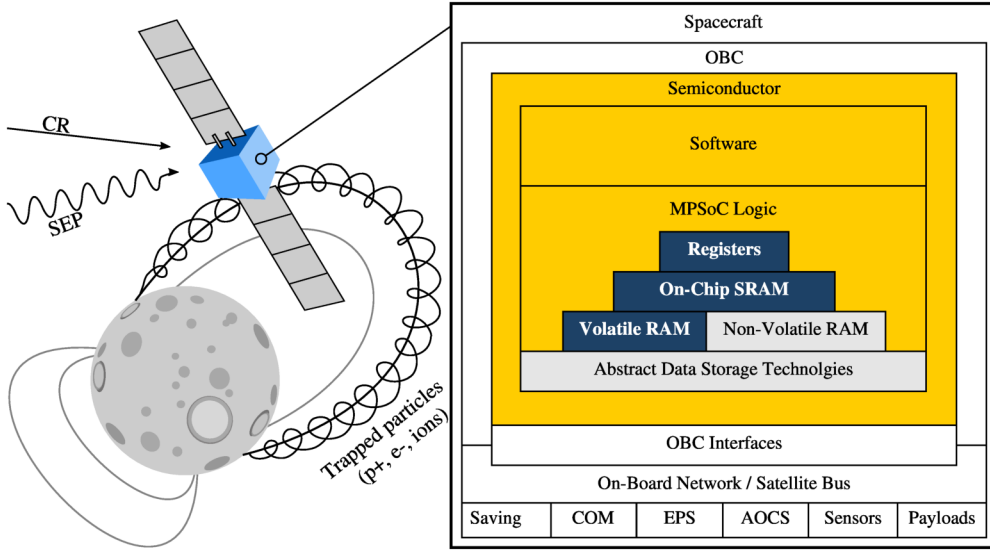 CR
SEP
Trapped particles
(p+, e-, ions)
Spacecraft
OBC
Semiconductor
Software
MPSoC Logic
Registers
On-Chip SRAM
Volatile RAM
Non-Volatile RAM
Abstract Data Storage Technolgies
OBC Interfaces
On-Board Network / Satellite Bus
Saving
COM
EPS
AOCS
Sensors
Payloads